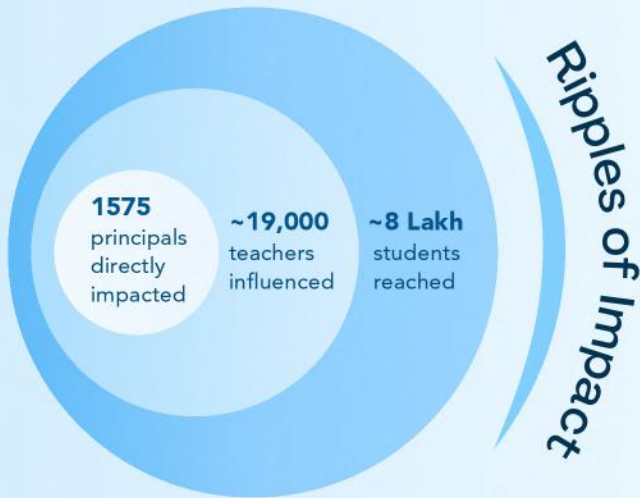 1575
principals
directly
impacted
~19,000
teachers
influenced
~8 Lakh
students
reached
Ripples of Impact